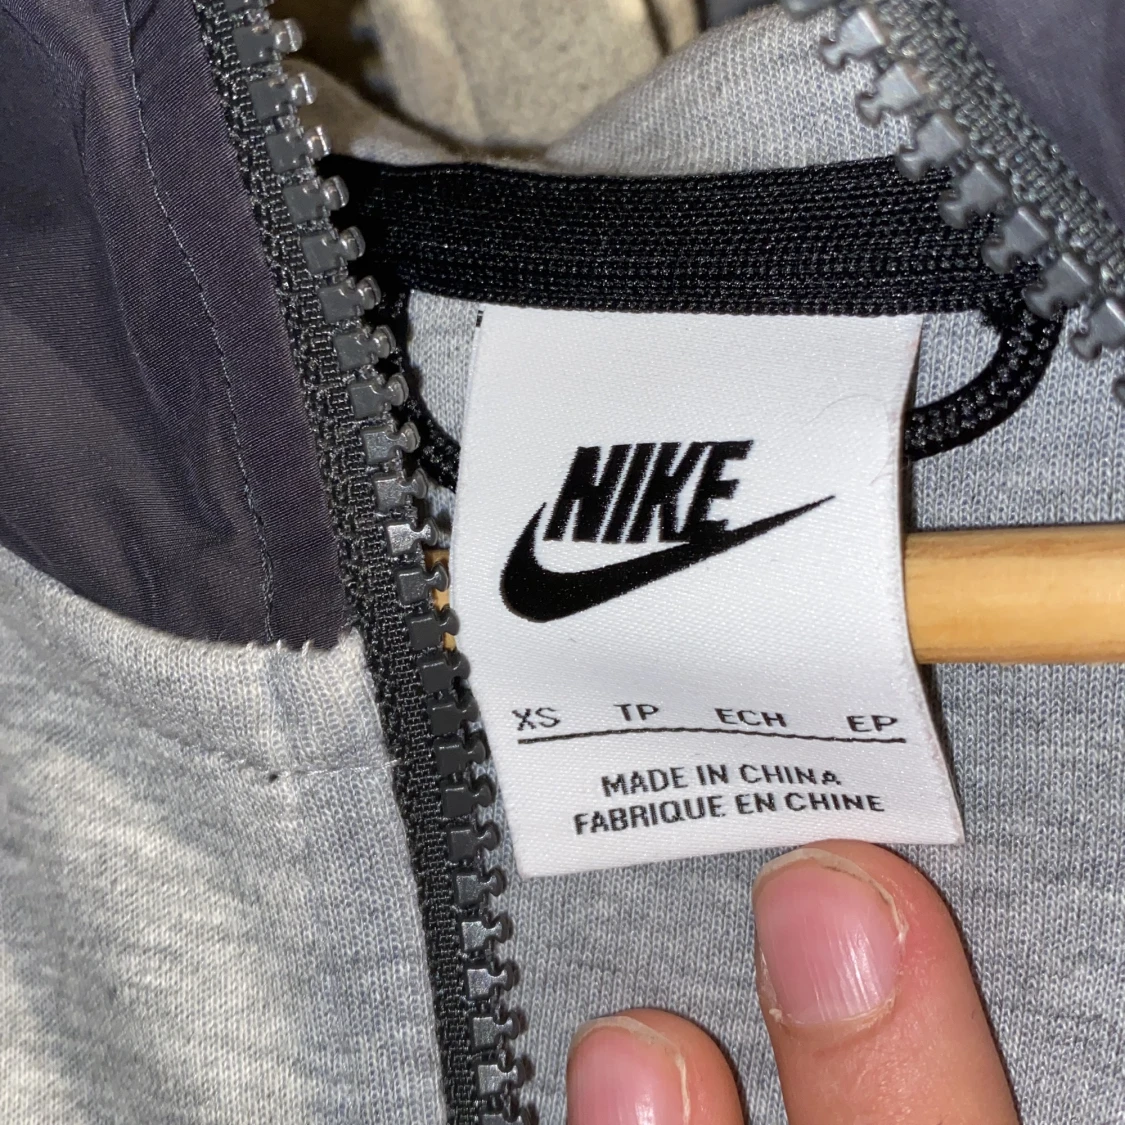 NIKE
XS TP ECH EP
MADE IN CHINA
FABRIQUE EN CHINE